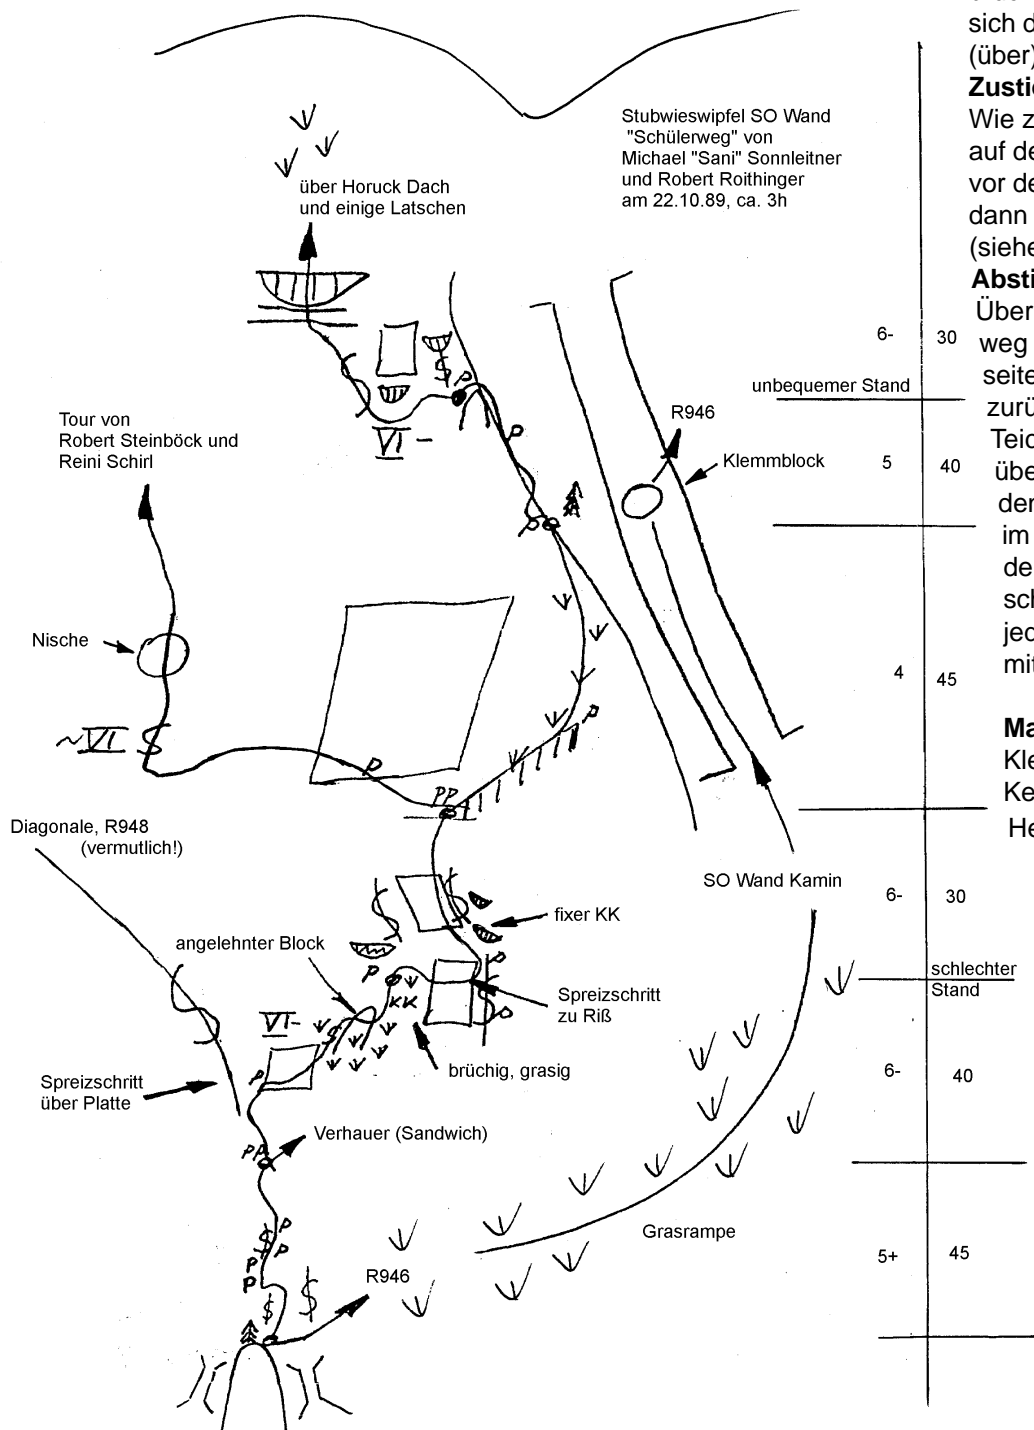 sich d
(über)
Zusti
Wie z
auf de
vor de
dann
(siehe
Absti
Über
weg
seite
zurü
Teic
übe
der
im
de
sch
jed
mit
Ma
Kle
Ke
He
Stubwieswipfel SO Wand
"Schülerweg" von
Michael "Sani" Sonnleitner
und Robert Roithinger
am 22.10.89, ca. 3h
über Horuck Dach
und einige Latschen
6- 30
unbequemer Stand
P
VI-
P
R946
Klemmblock
5 40
P
Tour von
Robert Steinböck und
Reini Schirl
Nische
4 45
P
~VI
P
PP
Diagonale, R948
(vermutlich!)
SO Wand Kamin
6- 30
fixer KK
angelehnter Block
P
P
schlechter
Stand
Spreizschritt
zu Riß
KK
P
VI-
brüchig, grasig
P
6- 40
Spreizschritt
über Platte
Verhauer (Sandwich)
PP
P
P
P
P
Grasrampe
5+ 45
R946